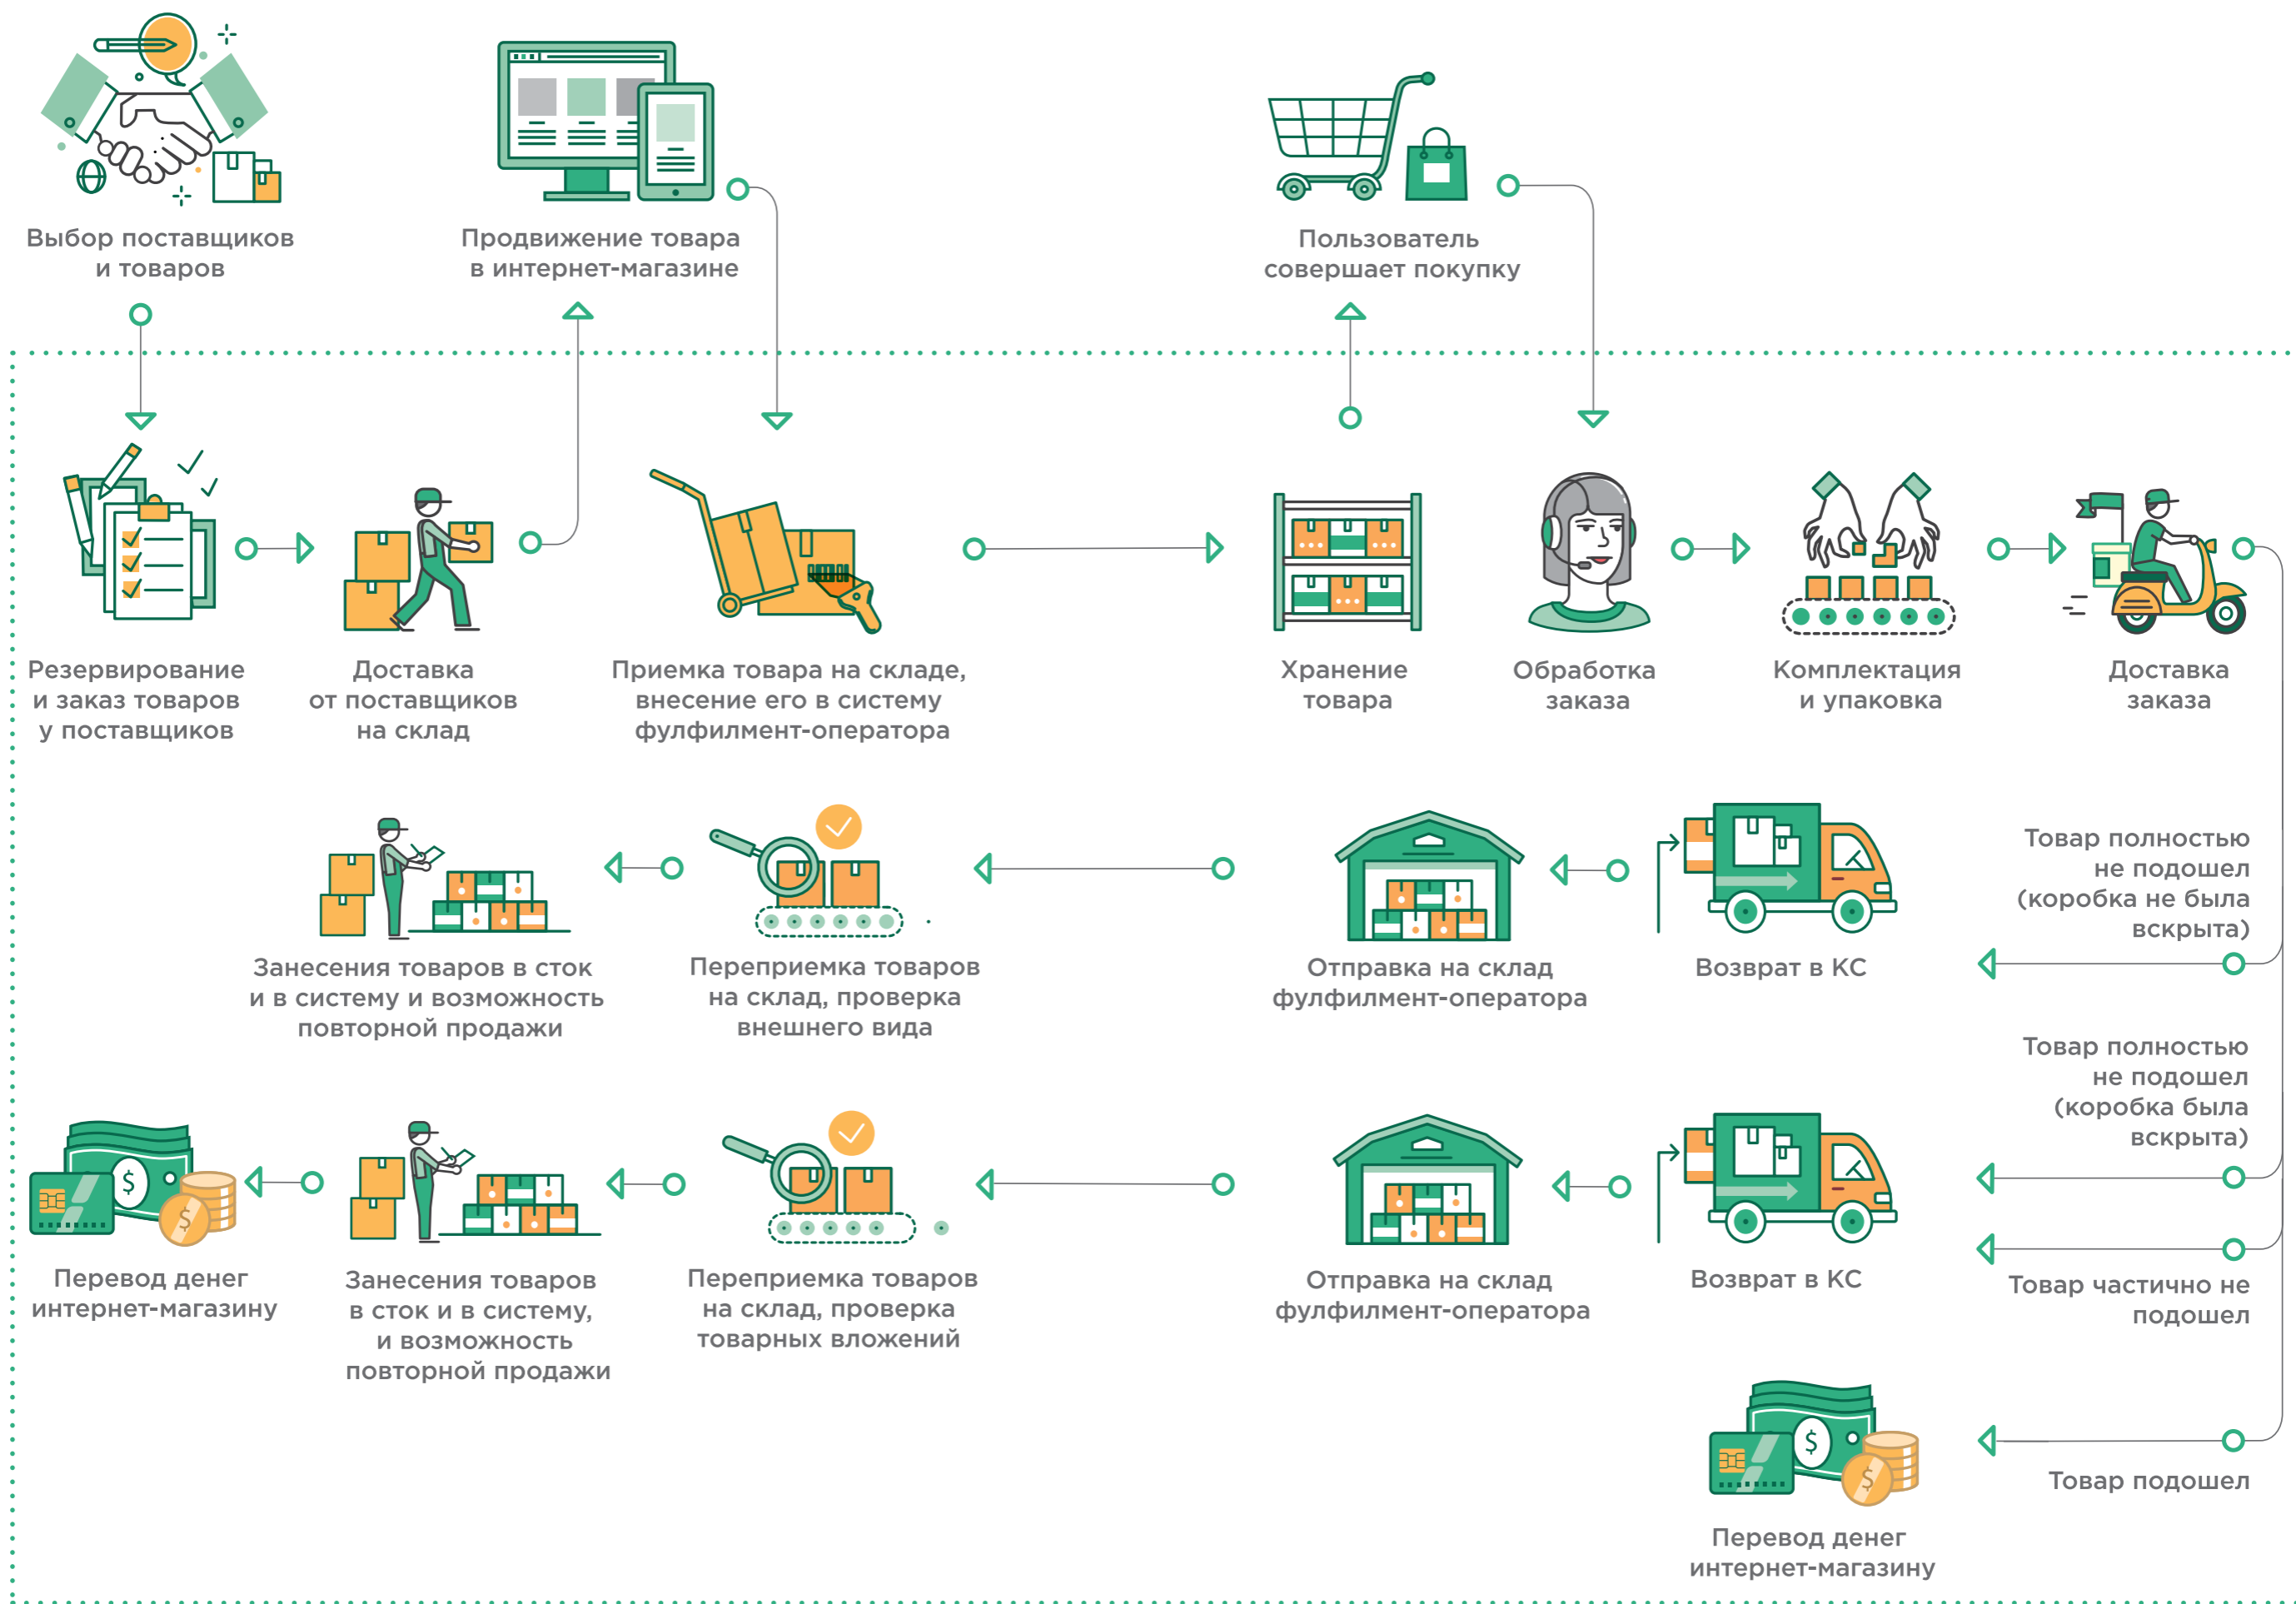 Выбор поставщиков
и товаров
Продвижение товара
в интернет-магазине
Пользователь
совершает покупку
Резервирование
и заказ товаров
у поставщиков
Доставка
от поставщиков
на склад
Приемка товара на складе,
внесение его в систему
фулфилмент-оператора
Хранение
товара
Обработка
заказа
Комплектация
и упаковка
Доставка
заказа
Товар полностью
не подошел
(коробка не была
вскрыта)
Возврат в КС
Отправка на склад
фулфилмент-оператора
Переприемка товаров
на склад, проверка
внешнего вида
Занесения товаров в сток
и в систему и возможность
повторной продажи
Товар полностью
не подошел
(коробка была
вскрыта)
Товар частично не
подошел
Возврат в КС
Отправка на склад
фулфилмент-оператора
Переприемка товаров
на склад, проверка
товарных вложений
Занесения товаров
в сток и в систему,
и возможность
повторной продажи
$
$
Перевод денег
интернет-магазину
Товар подошел
$
$
Перевод денег
интернет-магазину